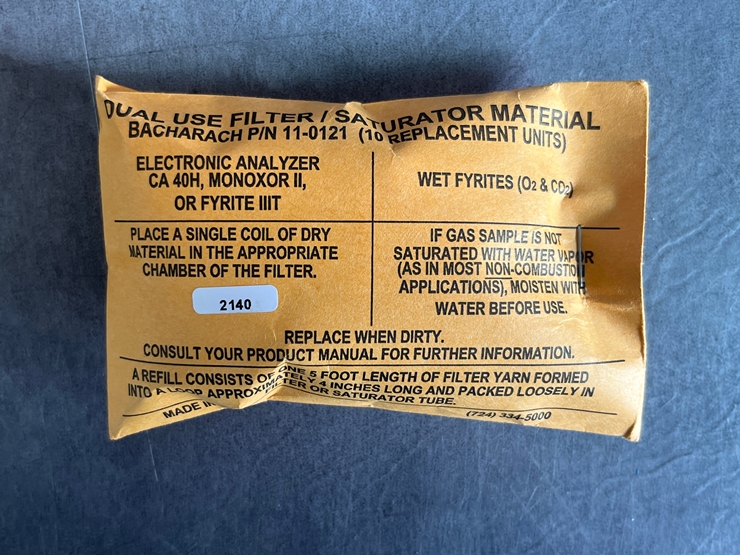 DUAL USE FILTER / SATURATOR MATERIAL
BACHARACH P/N 11-0121 (10 REPLACEMENT UNITS)
ELECTRONIC ANALYZER
CA 40H, MONOXOR II,
OR FYRITE IIIT
WET FYRITES (O2 & CO2)
PLACE A SINGLE COIL OF DRY
MATERIAL IN THE APPROPRIATE
CHAMBER OF THE FILTER.
2140
IF GAS SAMPLE IS NOT
SATURATED WITH WATER VAPOR
(AS IN MOST NON-COMBUSTION
APPLICATIONS), MOISTEN WITH
WATER BEFORE USE.
REPLACE WHEN DIRTY.
CONSULT YOUR PRODUCT MANUAL FOR FURTHER INFORMATION.
A REFILL CONSISTS OF ONE 5 FOOT LENGTH OF FILTER YARN FORMED
INTO A LOOP APPROXIMATELY 4 INCHES LONG AND PACKED LOOSELY IN
TER OR SATURATOR TUBE.
MADE (724) 334-5000